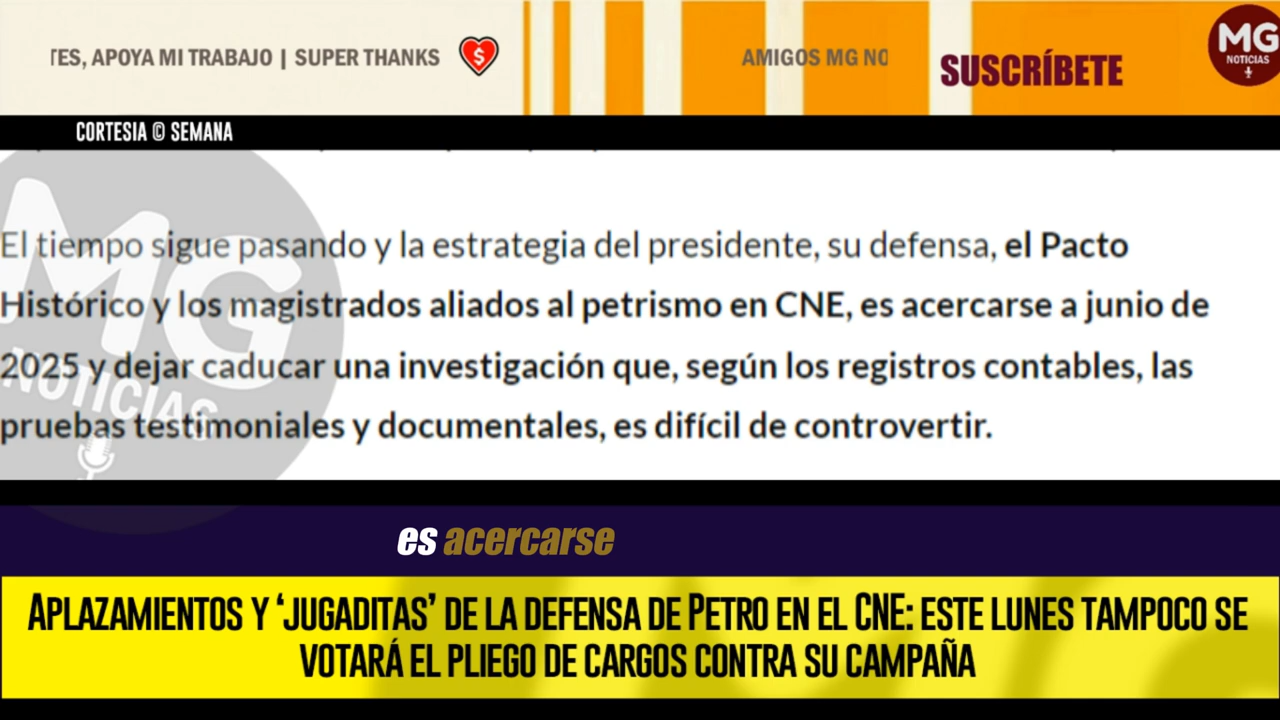 TES, APOYA MI TRABAJO | SUPER THANKS
AMIGOS MG NO
SUSCRÍBETE
MG
NOTICIAS
CORTESIA © SEMANA
El tiempo sigue pasando y la estrategia del presidente, su defensa, el Pacto
Histórico y los magistrados aliados al petrismo en CNE, es acercarse a junio de
2025 y dejar caducar una investigación que, según los registros contables, las
pruebas testimoniales y documentales, es difícil de controvertir.
MG
NOTICIAS
es acercarse
APLAZAMIENTOS Y ‘JUGADITAS’ DE LA DEFENSA DE PETRO EN EL CNE: ESTE LUNES TAMPOCO SE
VOTARÁ EL PLIEGO DE CARGOS CONTRA SU CAMPAÑA